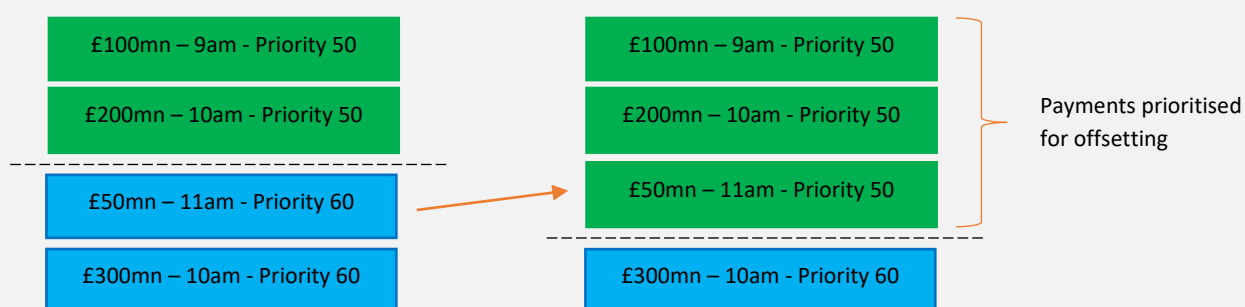 £100mn – 9am - Priority 50
£200mn – 10am - Priority 50
£50mn – 11am - Priority 60
£300mn – 10am - Priority 60
£100mn – 9am - Priority 50
£200mn – 10am - Priority 50
£50mn – 11am - Priority 50
£300mn – 10am - Priority 60
Payments prioritised
for offsetting